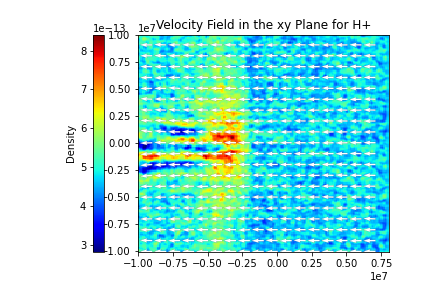 Velocity Field in the xy Plane for H+
1e−13
1e7
8
7
6
5
4
3
Density
1.00
0.75
0.50
0.25
0.00
−0.25
−0.50
−0.75
−1.00
−1.00 −0.75 −0.50 −0.25 0.00 0.25 0.50 0.75
1e7